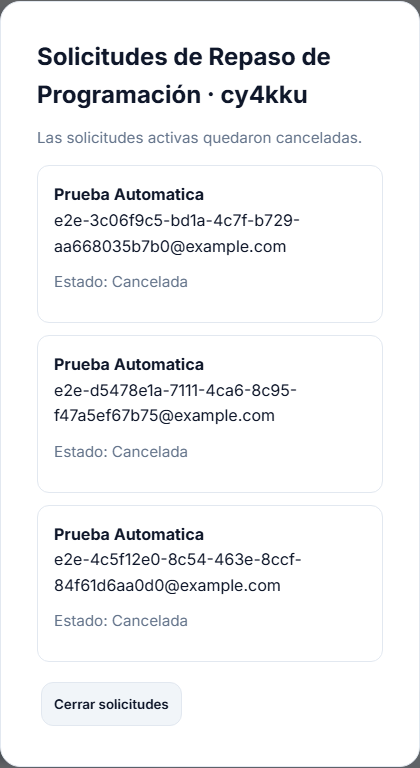 Solicitudes de Repaso de
Programación · cy4kku
Las solicitudes activas quedaron canceladas.
Prueba Automatica
e2e-3c06f9c5-bd1a-4c7f-b729-
aa668035b7b0@example.com
Estado: Cancelada
Prueba Automatica
e2e-d5478e1a-7111-4ca6-8c95-
f47a5ef67b75@example.com
Estado: Cancelada
Prueba Automatica
e2e-4c5f12e0-8c54-463e-8ccf-
84f61d6aa0d0@example.com
Estado: Cancelada
Cerrar solicitudes